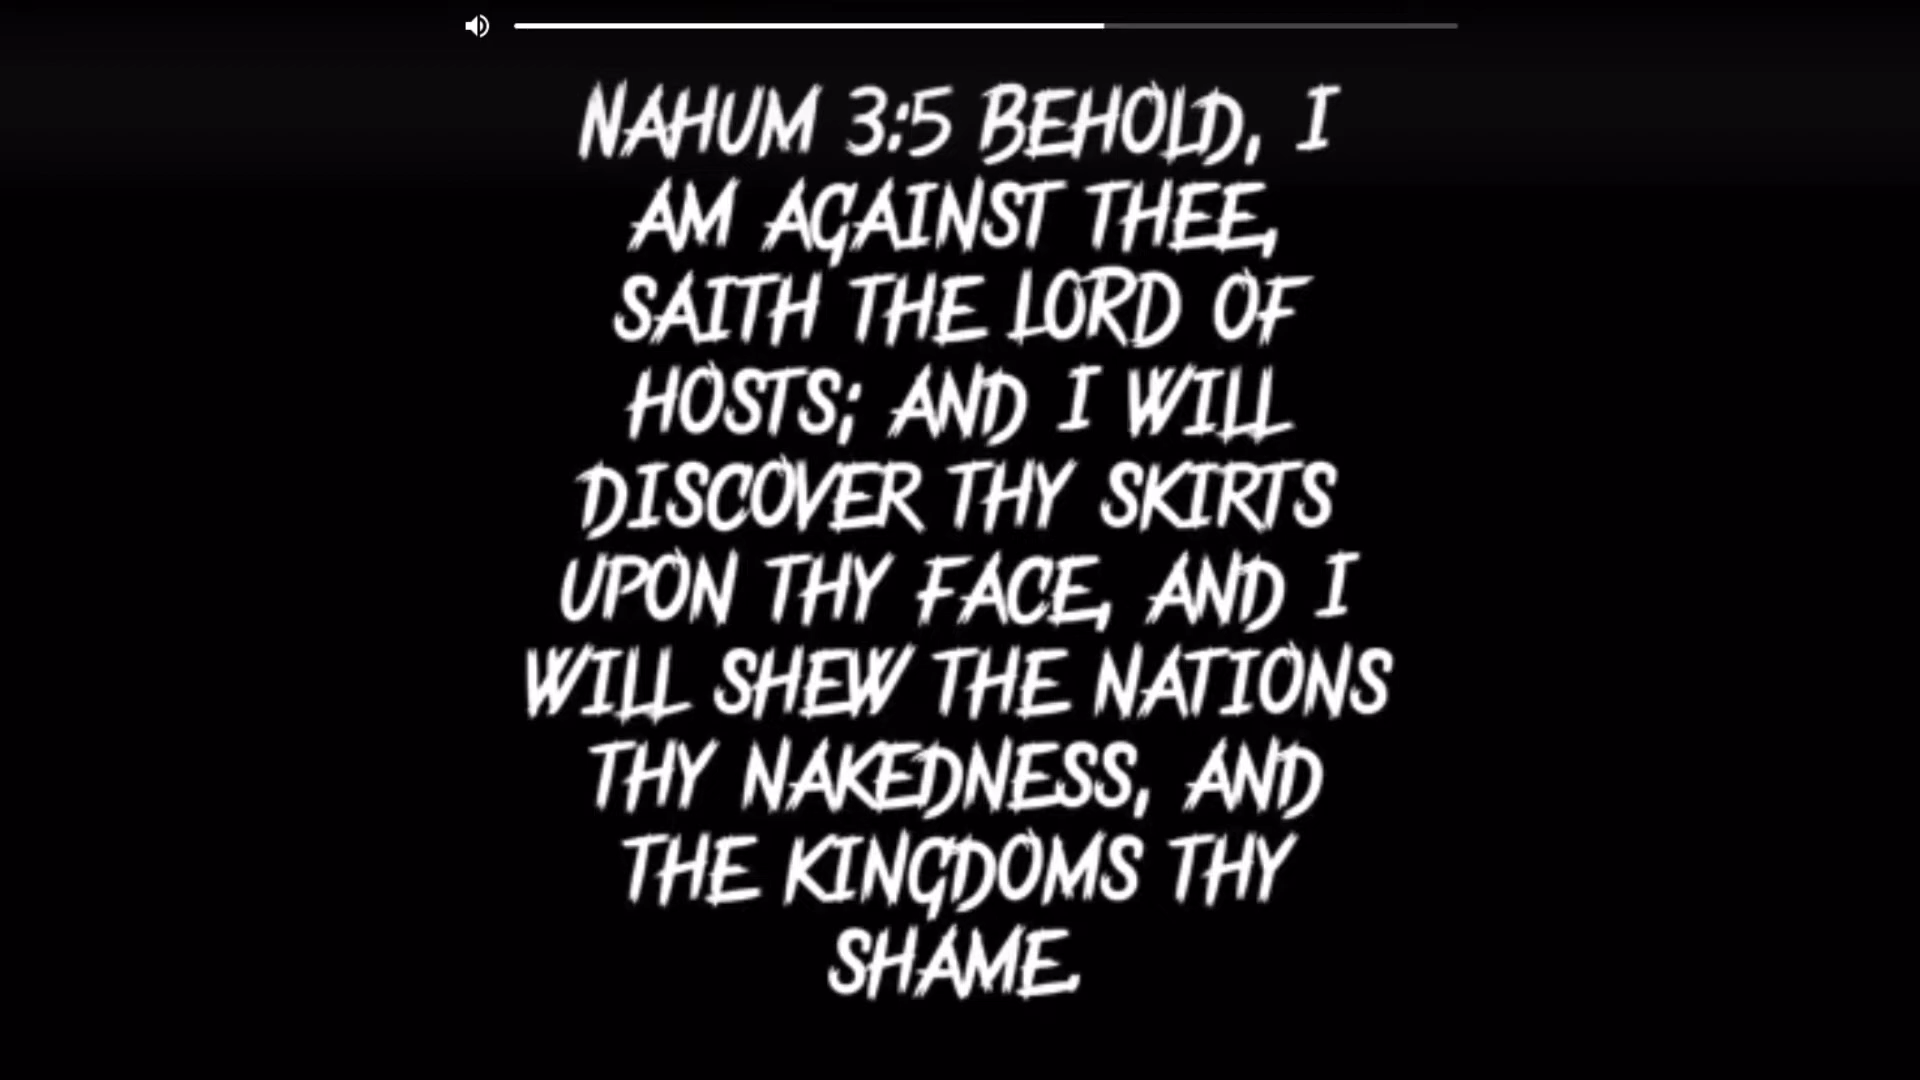 NAHUM 3:5 BEHOLD, I
AM AGAINST THEE,
SAITH THE LORD OF
HOSTS; AND I WILL
DISCOVER THY SKIRTS
UPON THY FACE, AND I
WILL SHEW THE NATIONS
THY NAKEDNESS, AND
THE KINGDOMS THY
SHAME.